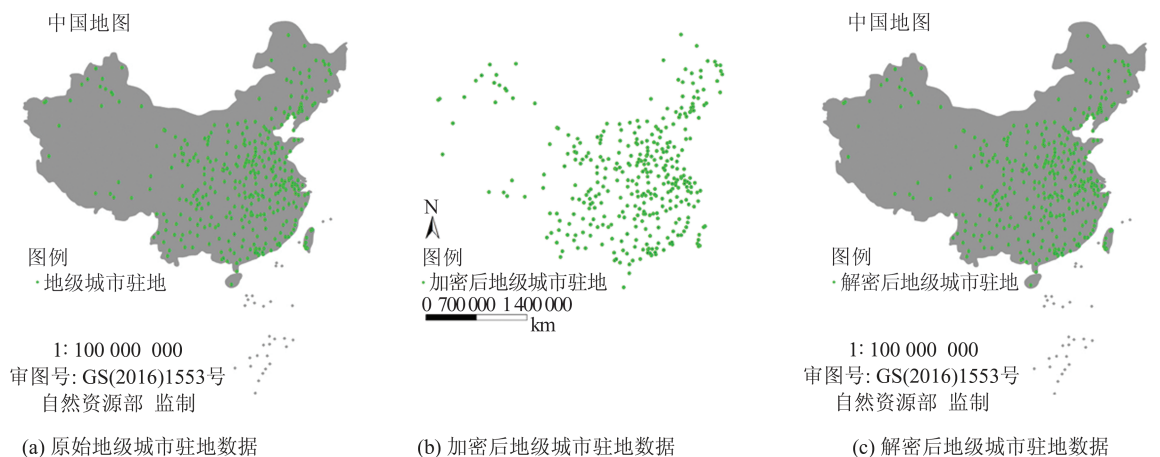 中国地图
图例
地级城市驻地
1: 100 000 000
审图号: GS(2016)1553号
自然资源部 监制
(a) 原始地级城市驻地数据
N
图例
加密后地级城市驻地
0 700 000 1 400 000
km
(b) 加密后地级城市驻地数据
中国地图
图例
解密后地级城市驻地
1: 100 000 000
审图号: GS(2016)1553号
自然资源部 监制
(c) 解密后地级城市驻地数据